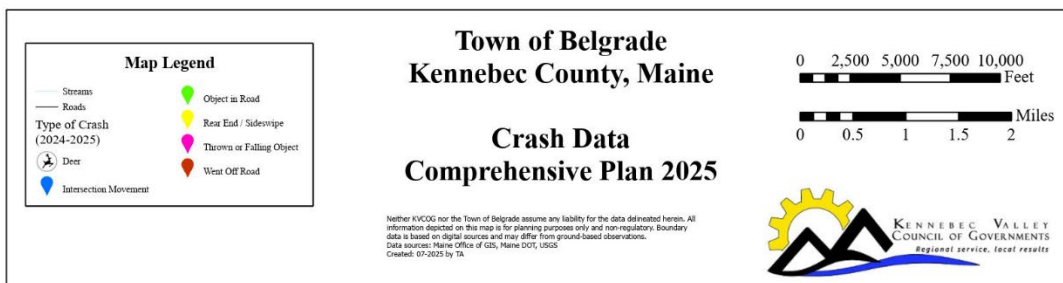 Map Legend
Streams
Roads
Type of Crash
(2024-2025)
Deer
Intersection Movement
Object in Road
Rear End / Sideswipe
Thrown or Falling Object
Went Off Road
Town of Belgrade
Kennebec County, Maine
Crash Data
Comprehensive Plan 2025
Neither KVCOG nor the Town of Belgrade assume any liability for the data delineated herein. All
information depicted on this map is for planning purposes only and non-regulatory. Boundary
data is based on digital sources and may differ from ground-based observations.
Data sources: Maine Office of GIS, Maine DOT, USGS
Created: 07-2025 by TA
0 2,500 5,000 7,500 10,000
Feet
Miles
0 0.5 1 1.5 2
KENNEBEC VALLEY
COUNCIL OF GOVERNMENTS
Regional service, local results